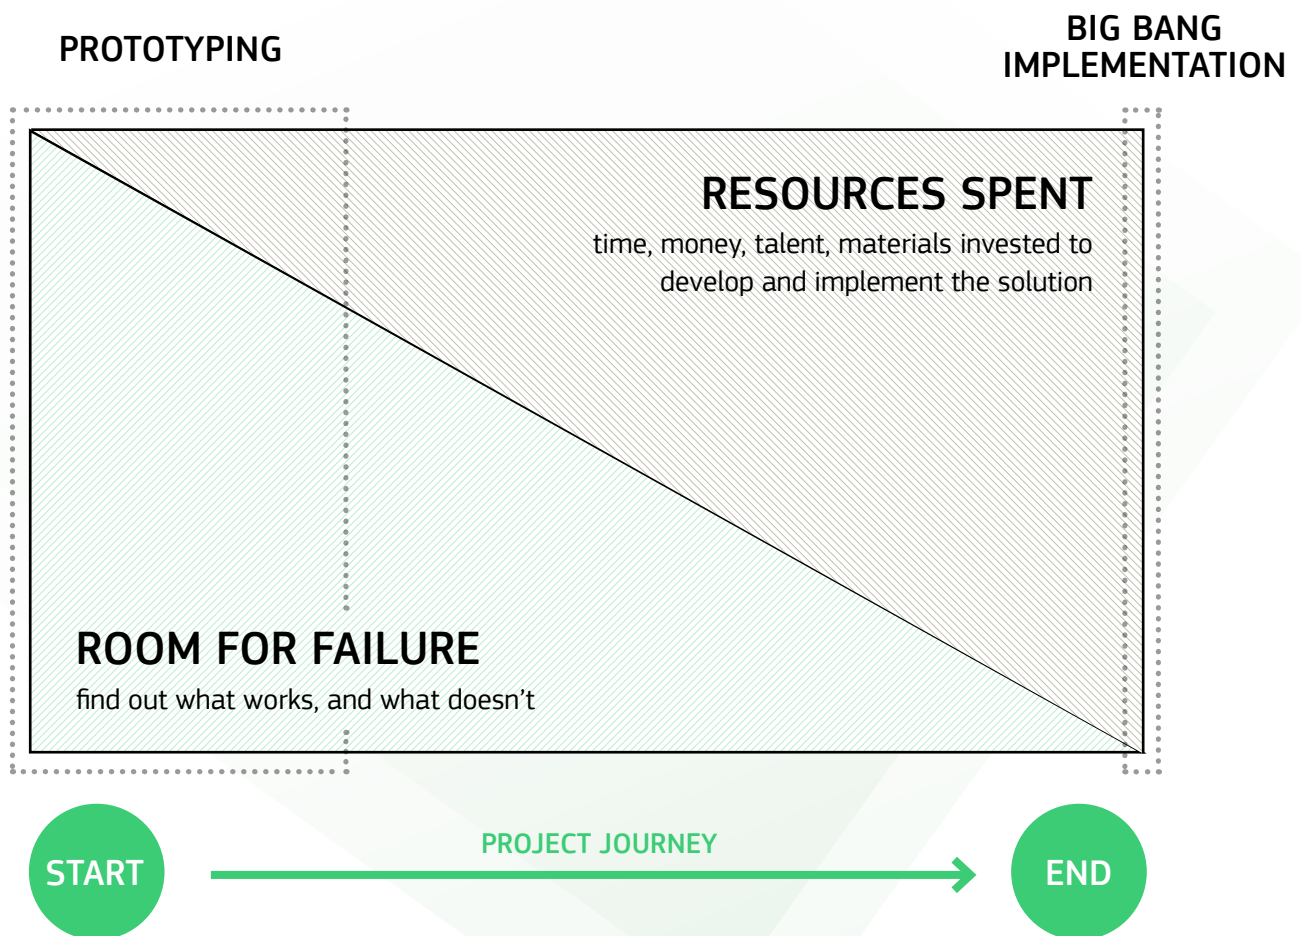 PROTOTYPING
BIG BANG
IMPLEMENTATION
RESOURCES SPENT
time, money, talent, materials invested to
develop and implement the solution
ROOM FOR FAILURE
find out what works, and what doesn’t
START
PROJECT JOURNEY
END